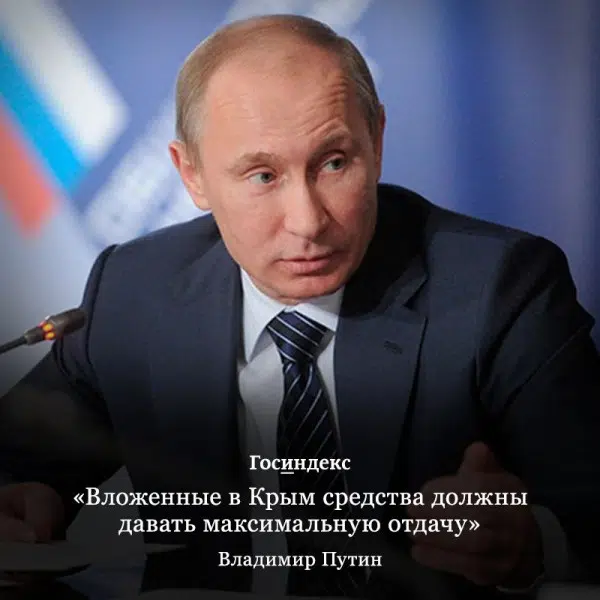 Госиндекс
«Вложенные в Крым средства должны
давать максимальную отдачу»
Владимир Путин